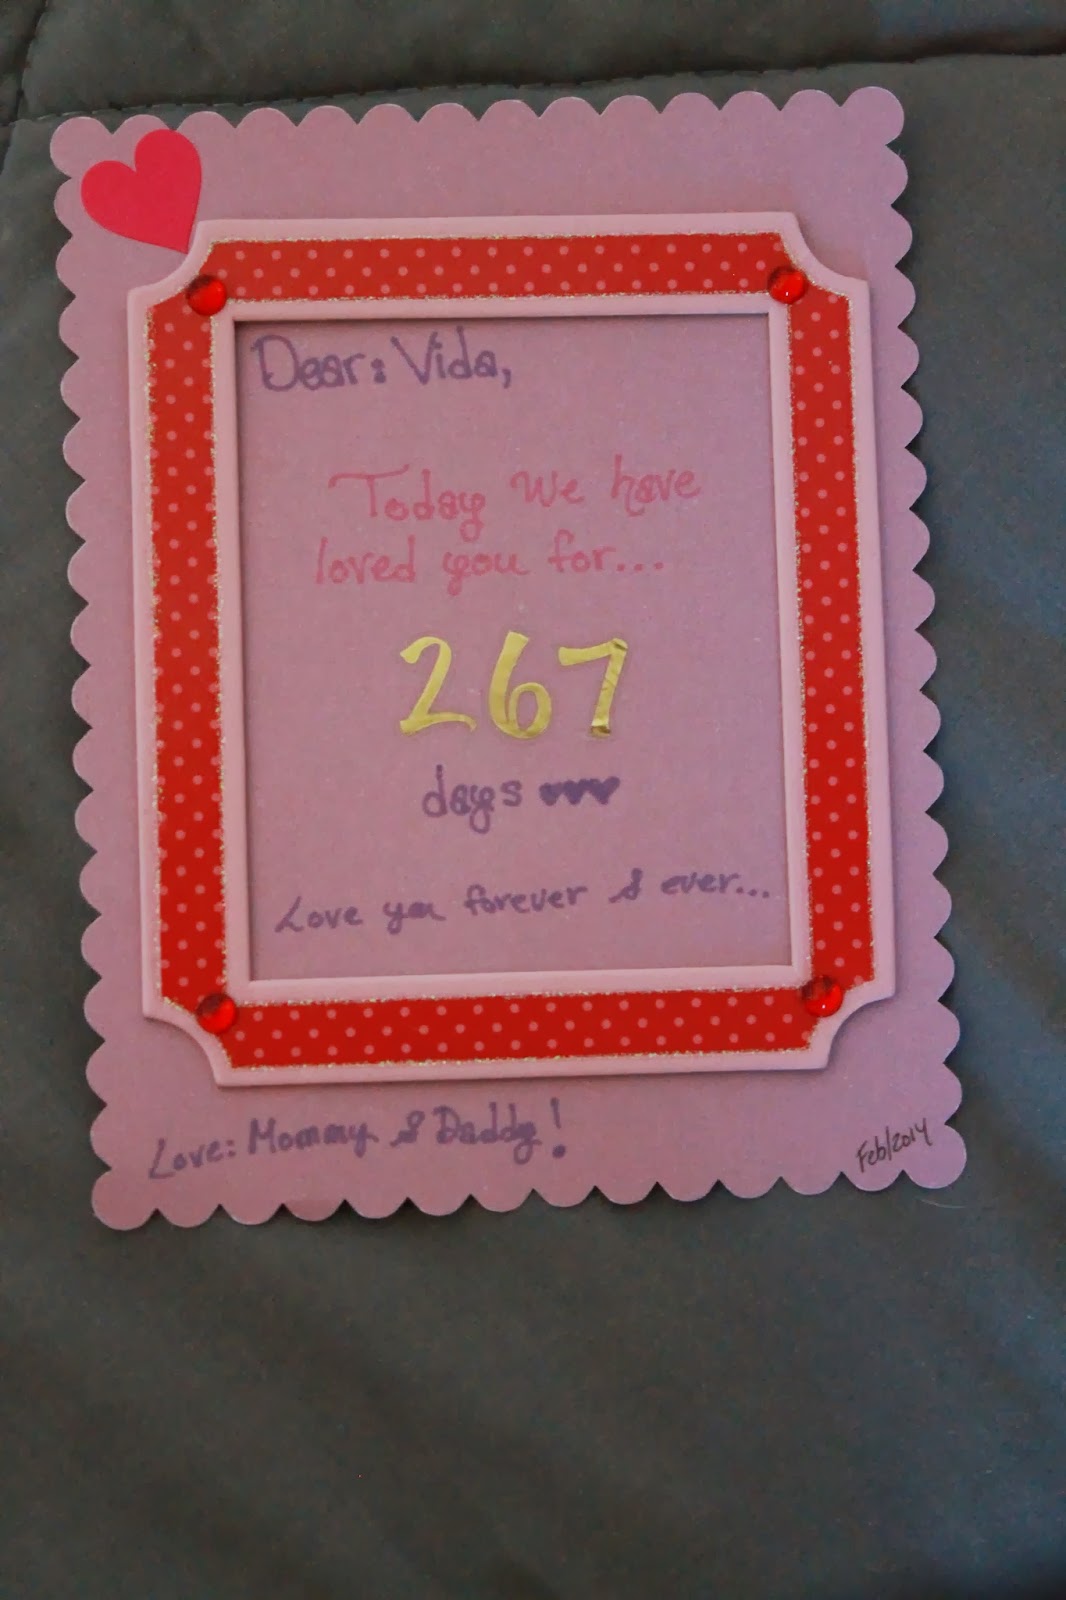 Dear: Vida,
Today We have
loved you for...
267
days ♥♥♥
Love you forever & ever...
Love: Mommy & Daddy!
Feb/2014